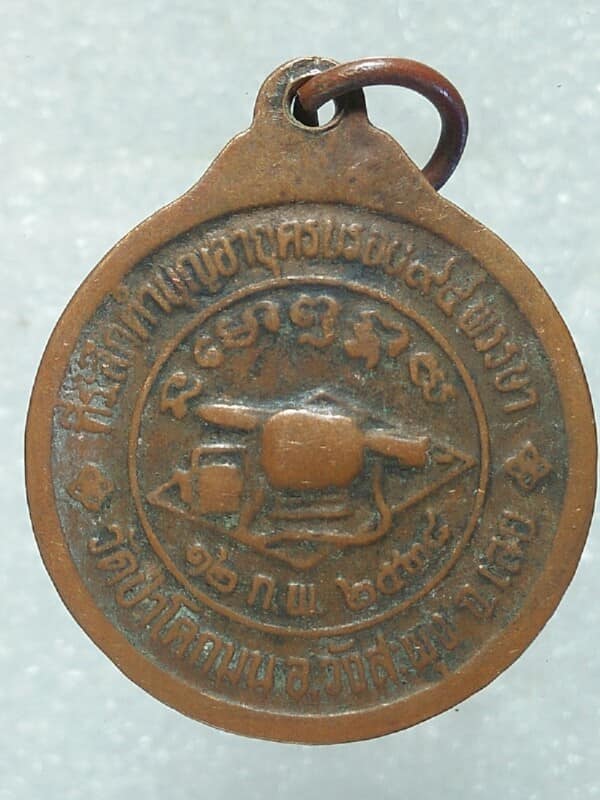 ที่ระลึกทำบุญอายุครบรอบ ๙๕ พรรษา
๑๒ ก.พ. ๒๕๓๘
วัดป่าโคกมน อ.วังสะพุง จ.เลย